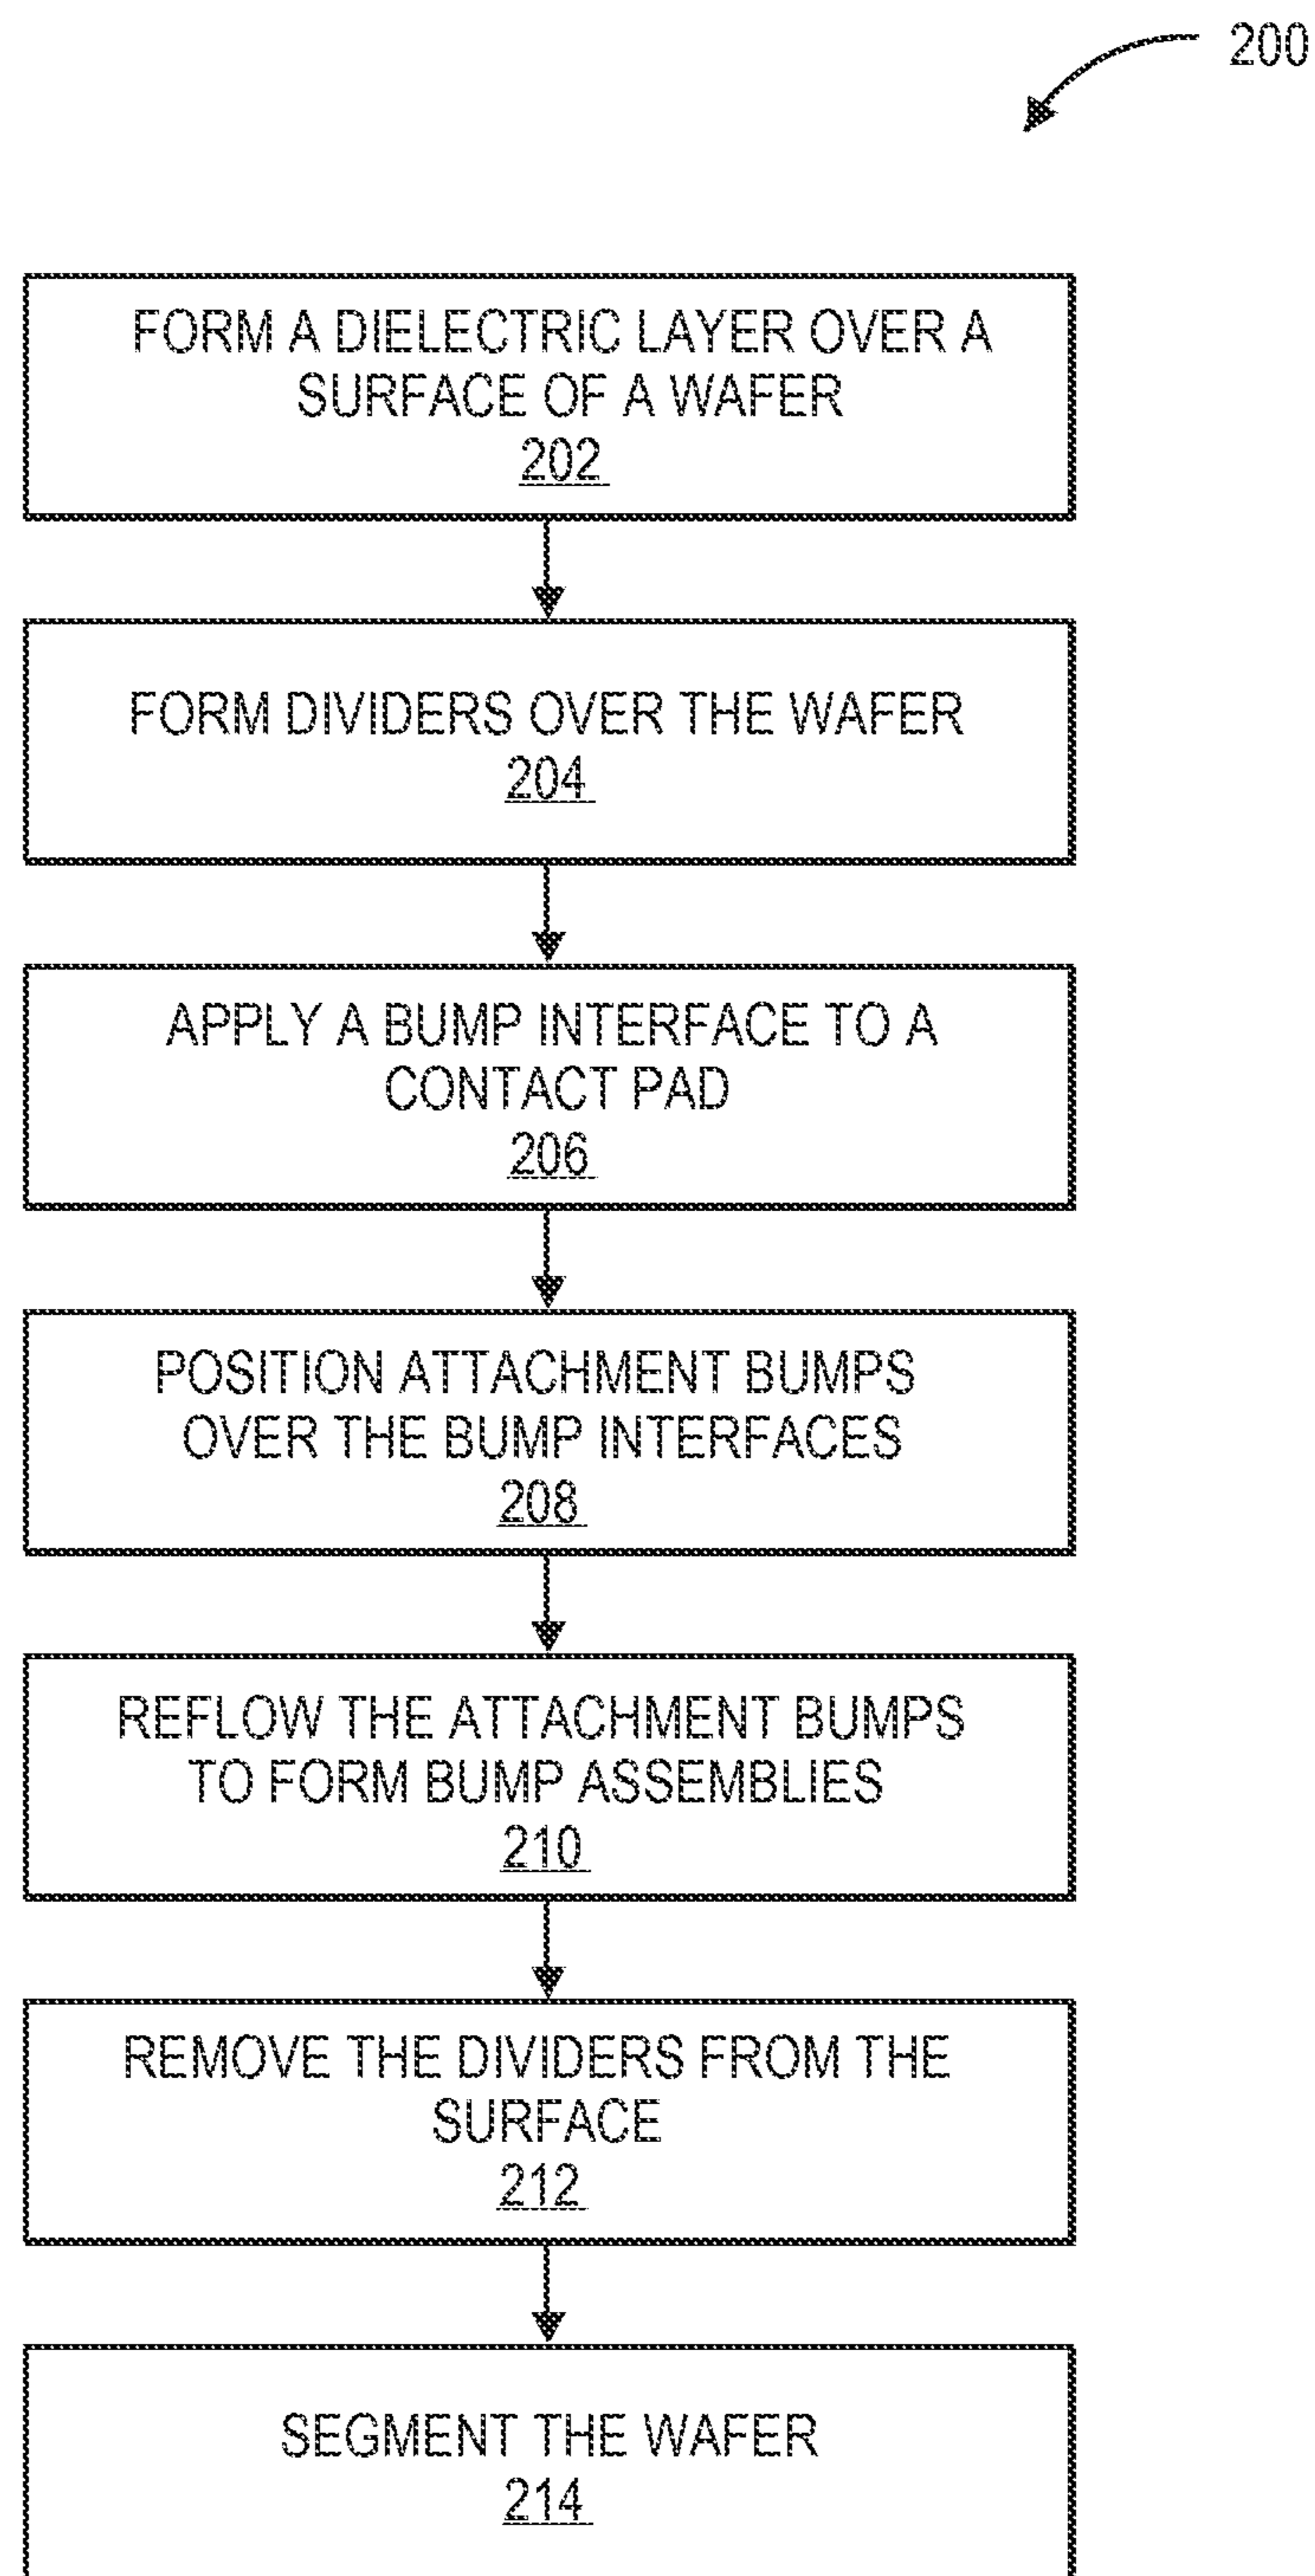 200
FORM A DIELECTRIC LAYER OVER A
SURFACE OF A WAFER
202
FORM DIVIDERS OVER THE WAFER
204
APPLY A BUMP INTERFACE TO A
CONTACT PAD
206
POSITION ATTACHMENT BUMPS
OVER THE BUMP INTERFACES
208
REFLOW THE ATTACHMENT BUMPS
TO FORM BUMP ASSEMBLIES
210
REMOVE THE DIVIDERS FROM THE
SURFACE
212
SEGMENT THE WAFER
214